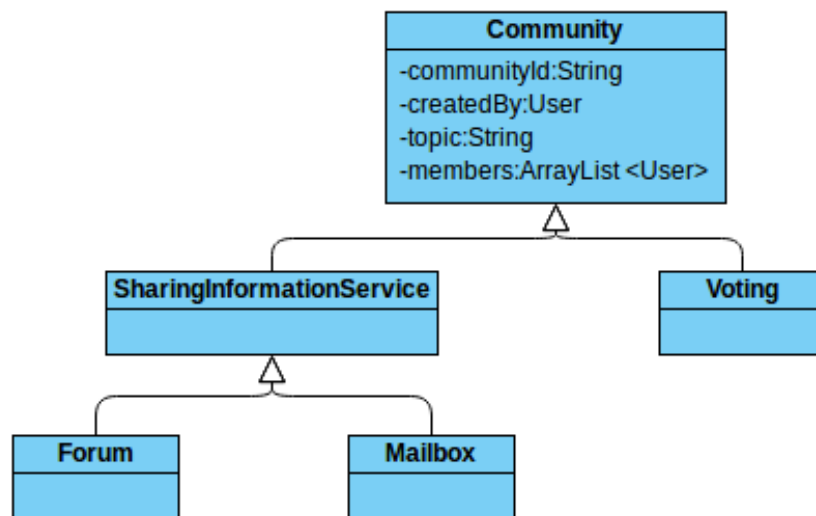 Community
-communityId:String
-createdBy:User
-topic:String
-members:ArrayList <User>
SharingInformationService
Voting
Forum
Mailbox